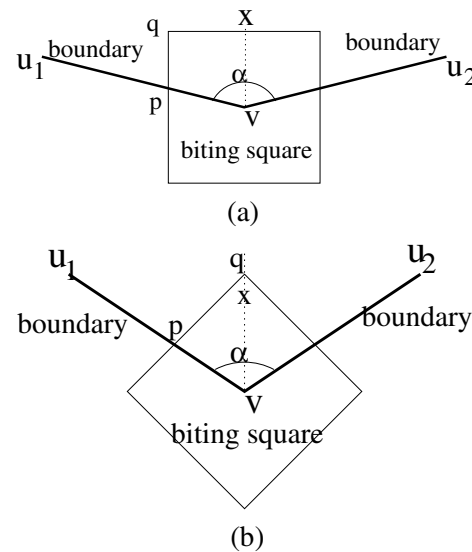 x
q
boundary boundary
u1 u2
α
p
v
biting square
(a)
u1 q u2
x
boundary p boundary
α
v
biting square
(b)